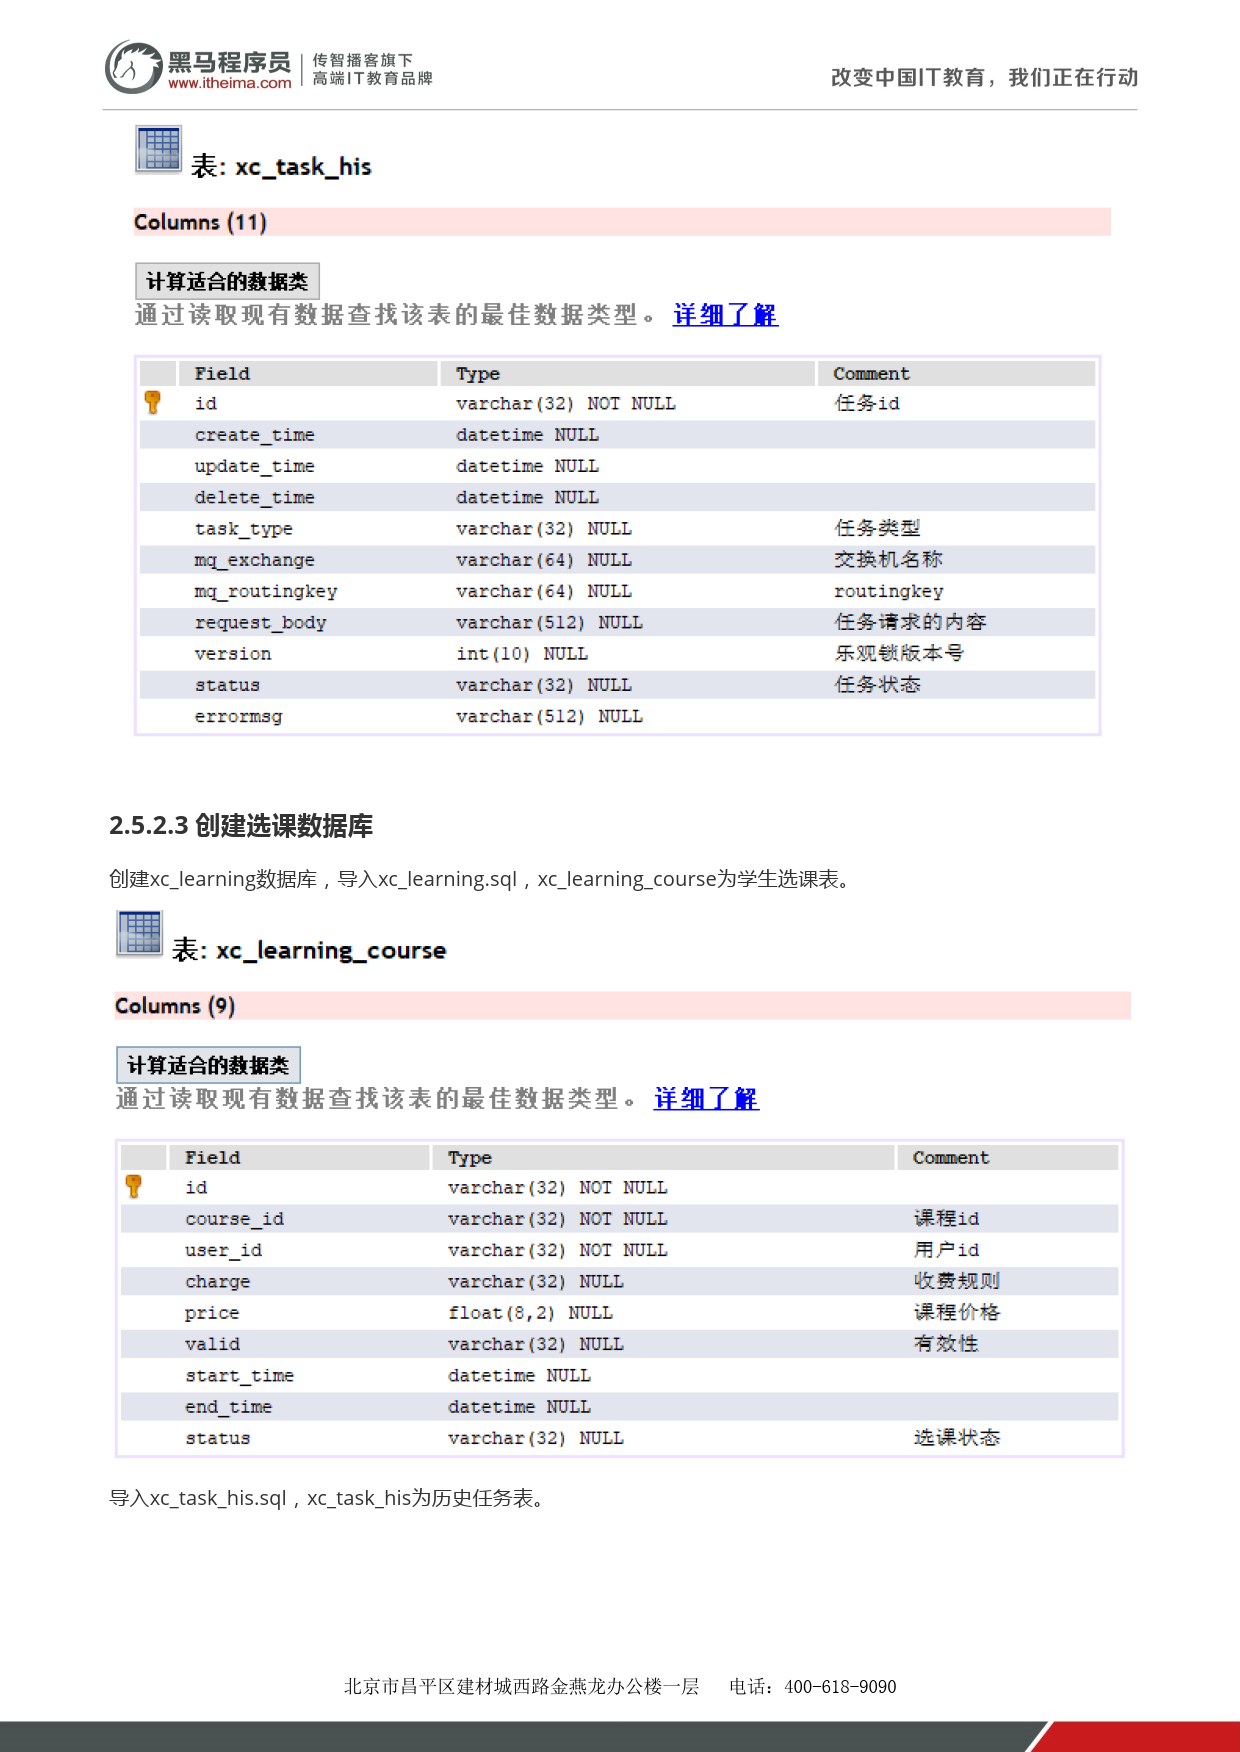 黑马程序员
www.itheima.com
传智播客旗下
高端IT教育品牌
改变中国IT教育，我们正在行动
表: xc_task_his
Columns (11)
计算适合的数据类
通过读取现有数据查找该表的最佳数据类型。 详细了解
Field Type Comment
id varchar(32) NOT NULL 任务id
create_time datetime NULL
update_time datetime NULL
delete_time datetime NULL
task_type varchar(32) NULL 任务类型
mq_exchange varchar(64) NULL 交换机名称
mq_routingkey varchar(64) NULL routingkey
request_body varchar(512) NULL 任务请求的内容
version int(10) NULL 乐观锁版本号
status varchar(32) NULL 任务状态
errormsg varchar(512) NULL
2.5.2.3 创建选课数据库
创建xc_learning数据库，导入xc_learning.sql，xc_learning_course为学生选课表。
表: xc_learning_course
Columns (9)
计算适合的数据类
通过读取现有数据查找该表的最佳数据类型。 详细了解
Field Type Comment
id varchar(32) NOT NULL
course_id varchar(32) NOT NULL 课程id
user_id varchar(32) NOT NULL 用户id
charge varchar(32) NULL 收费规则
price float(8,2) NULL 课程价格
valid varchar(32) NULL 有效性
start_time datetime NULL
end_time datetime NULL
status varchar(32) NULL 选课状态
导入xc_task_his.sql，xc_task_his为历史任务表。
北京市昌平区建材城西路金燕龙办公楼一层 电话：400-618-9090